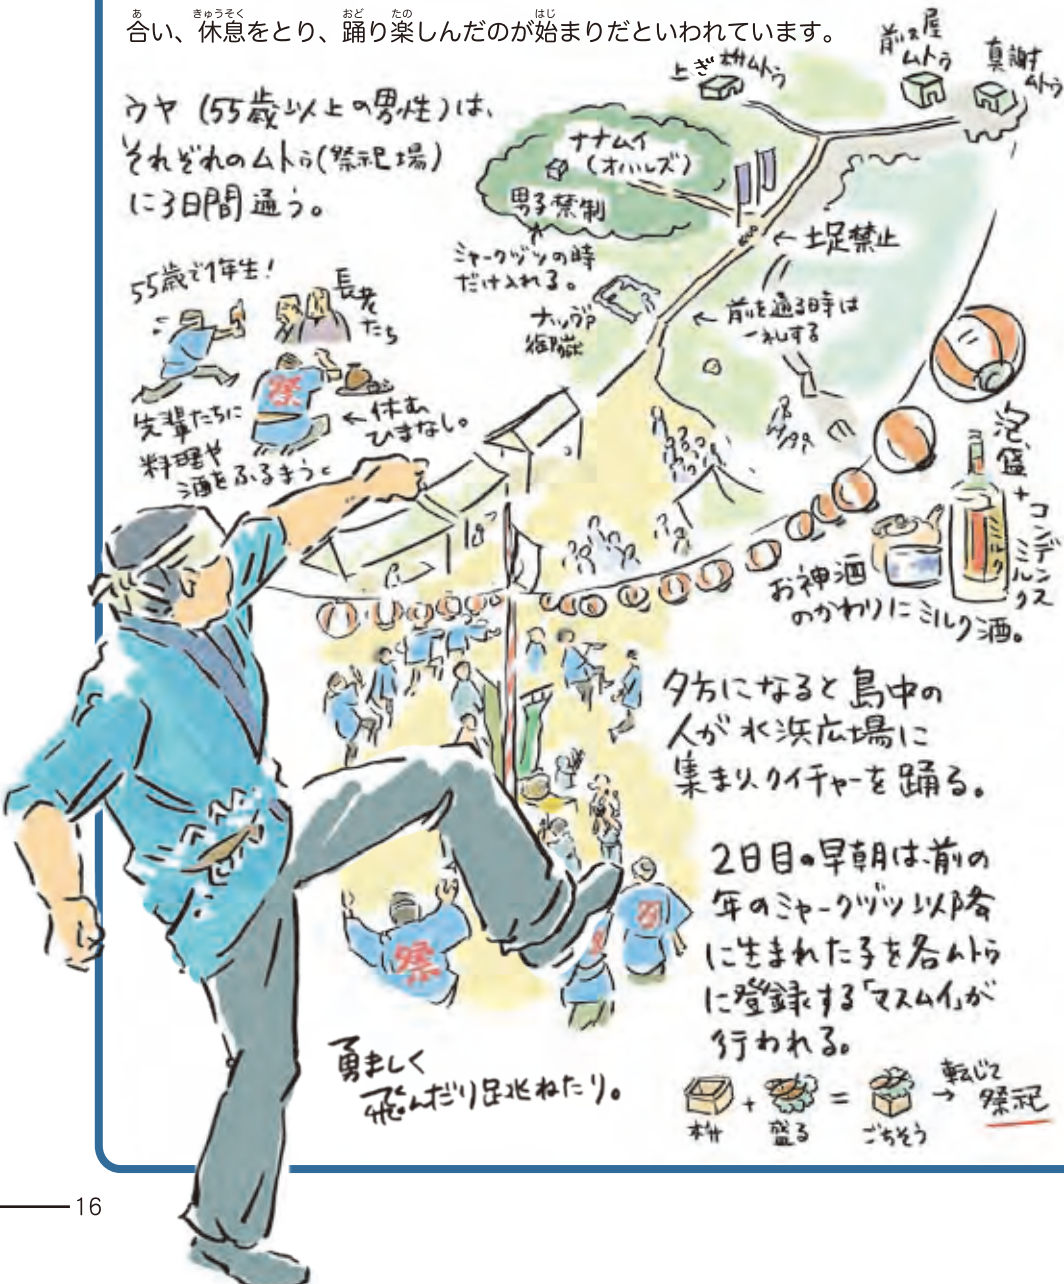 合い、休息をとり、踊り楽しんだのが始まりだといわれています。
ウヤ(55歳以上の男性)は、
それぞれのムトゥ(祭祀場)
に3日間通う。
上ぎ桝ムトゥ
前ぬ屋
ムトゥ
真謝
ムトゥ
ナナムイ
(オハルズ)
男子禁制
ミャークヅツの時
だけ入れる。
←土足禁止
ナッヴァ
御嶽
←前を通る時は
一礼する
55歳で1年生!
長老
たち
先輩たちに
料理や
酒をふるまう。
←休む
ひまなし。
泡盛+コンデンス
ミルク
お神酒
のかわりにミルク酒。
夕方になると島中の
人が水浜広場に
集まり、クイチャーを踊る。
2日目の早朝は、前の
年のミャークヅツ以降
に生まれた子を各ムトゥ
に登録する「マスムイ」が
行われる。
祭
祭
祭
勇ましく
飛んだり跳ねたり。
+ = → 転じて
祭祀
枡 盛る ごちそう
16